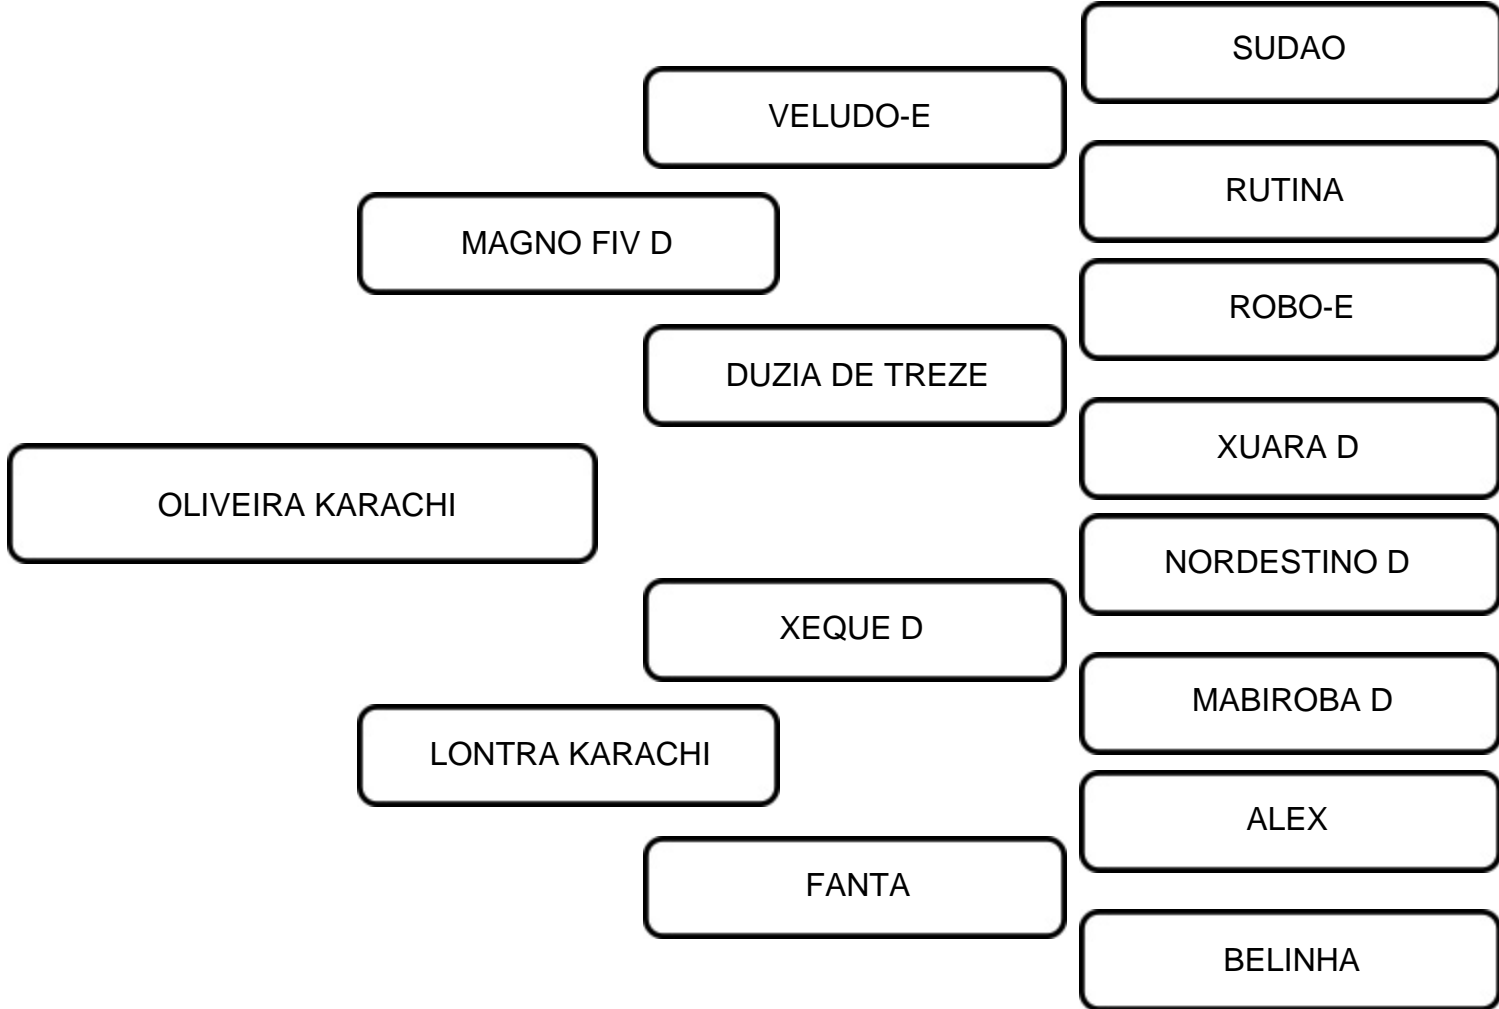 SUDAO
VELUDO-E
RUTINA
MAGNO FIV D
ROBO-E
DUZIA DE TREZE
XUARA D
OLIVEIRA KARACHI
NORDESTINO D
XEQUE D
MABIROBA D
LONTRA KARACHI
ALEX
FANTA
BELINHA